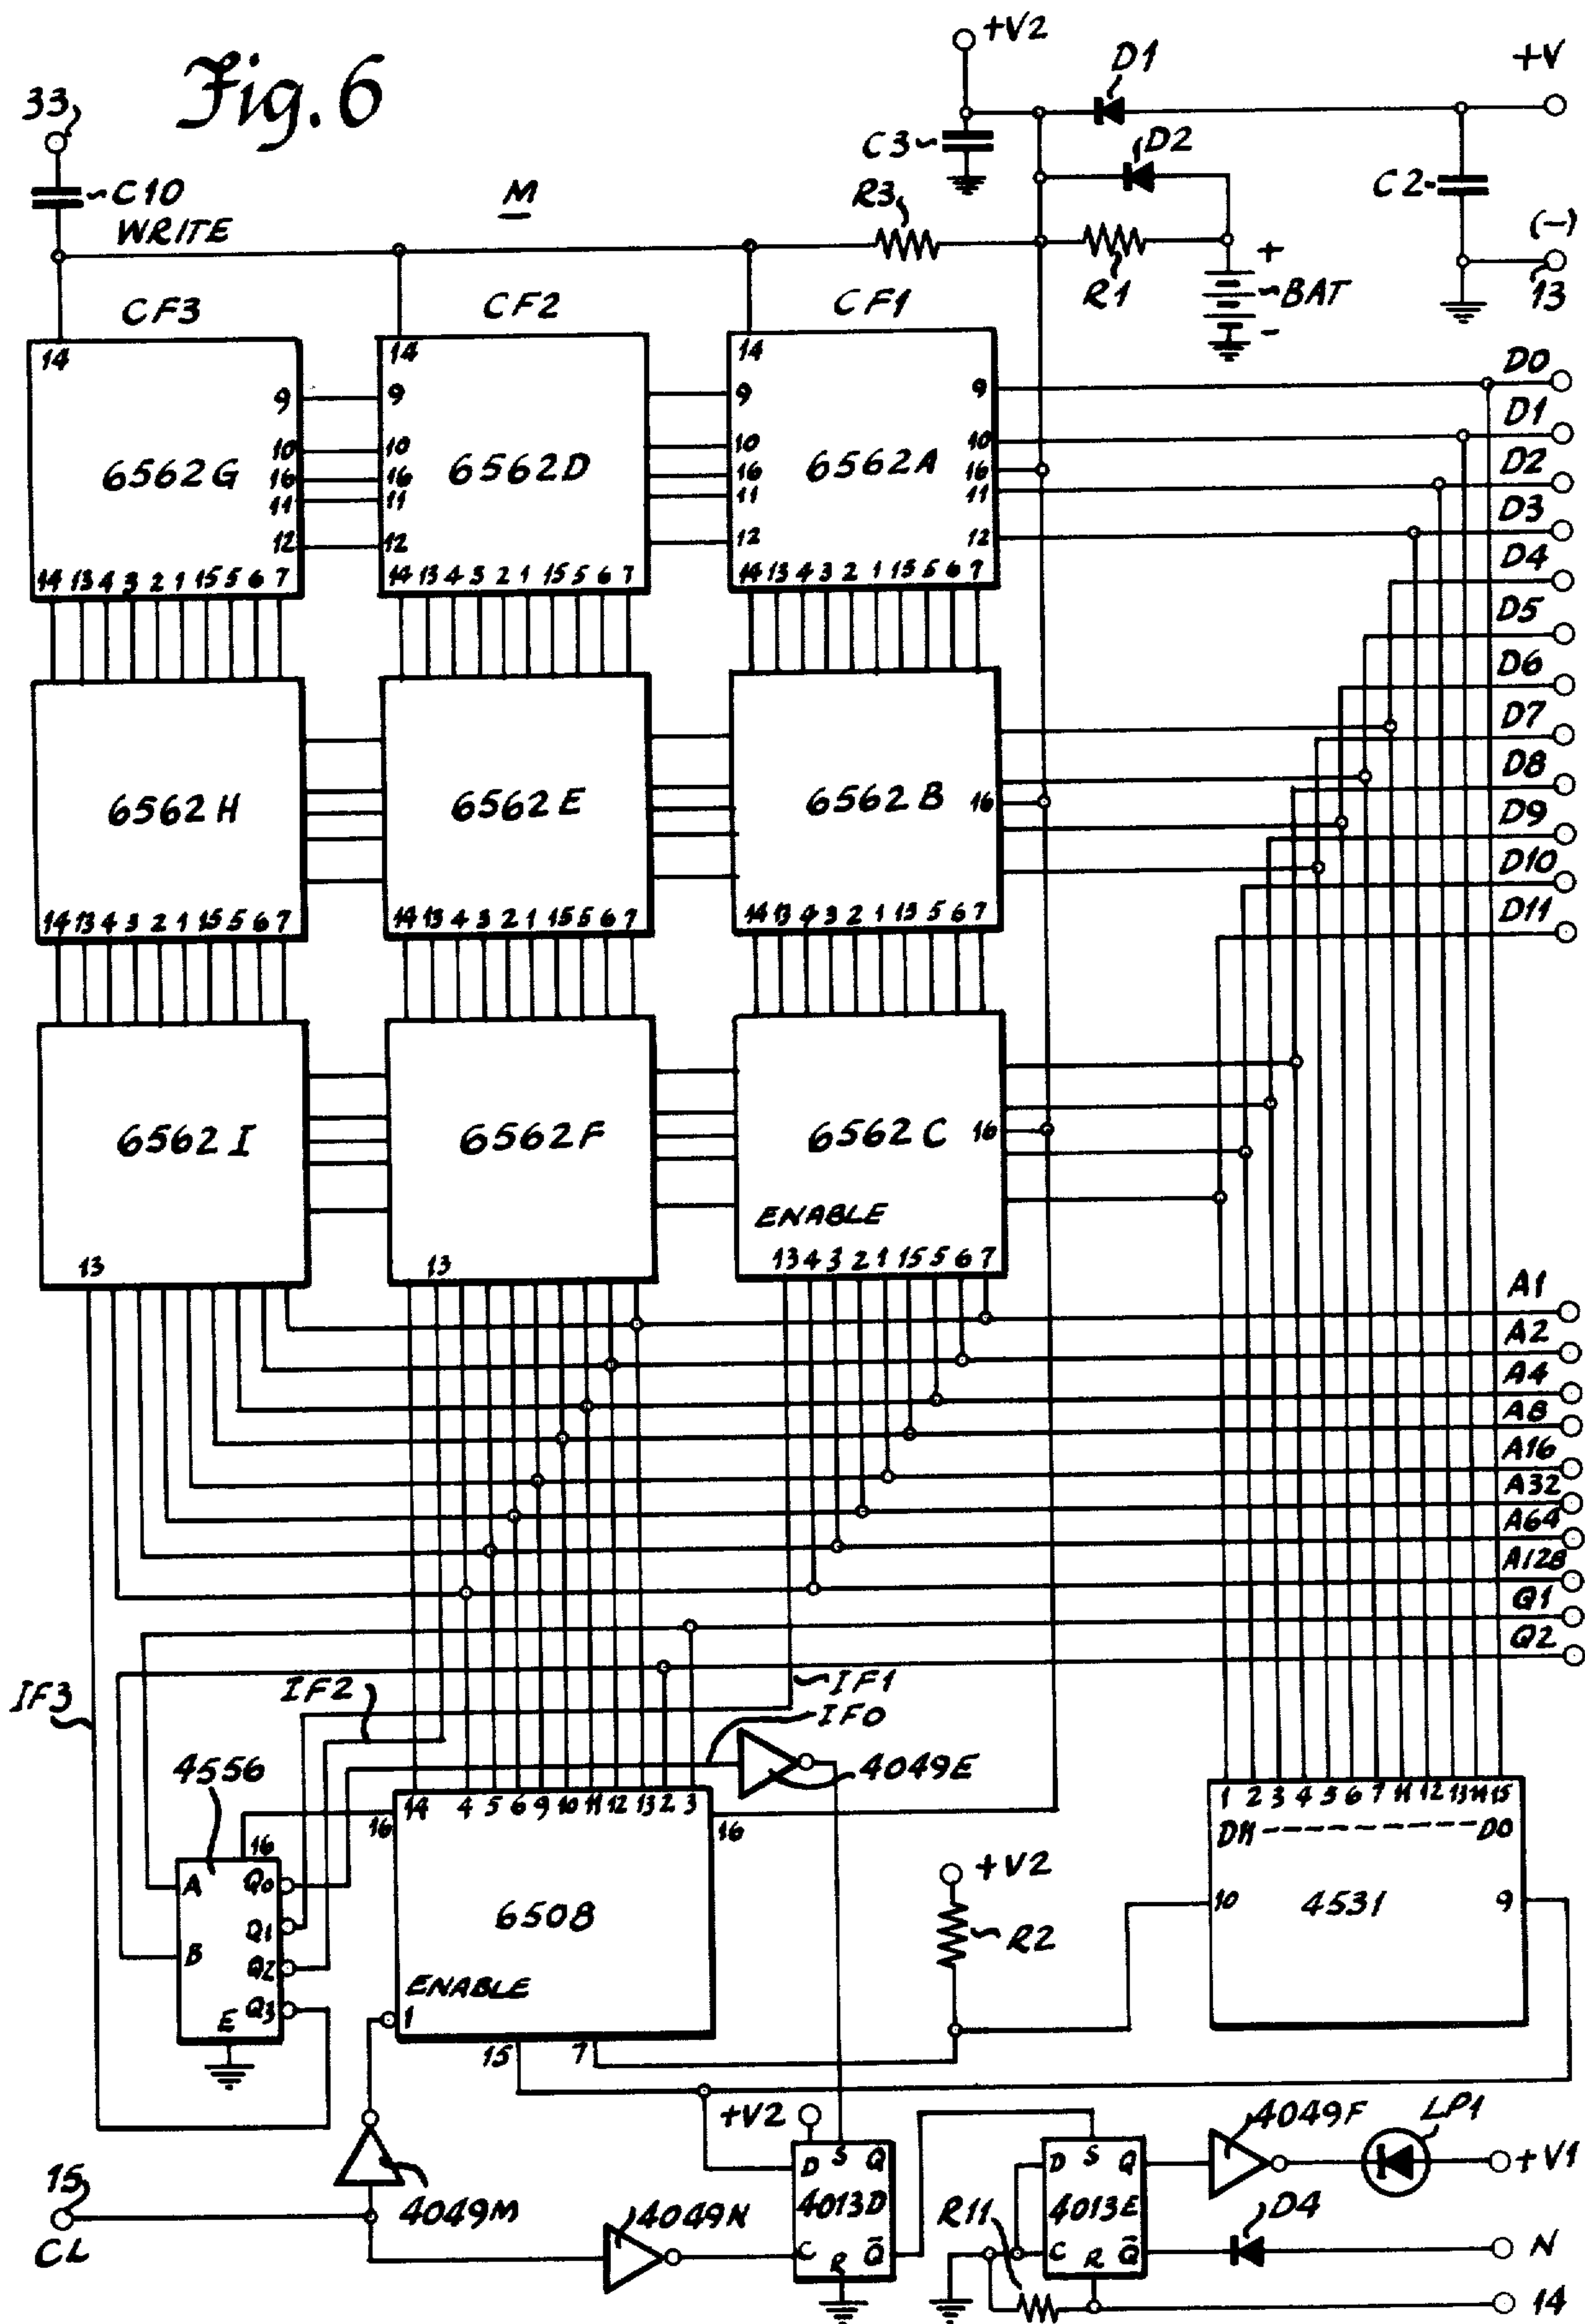 Fig. 6
+V2
D1
+V
33
C3
D2
C10
M
R3
C2
WRITE
(-)
R1
+
BAT
-
13
CF3
CF2
CF1
14
14
14
D0
9
9
9
9
D1
10
10
10
10
6562G
6562D
6562A
D2
16
16
16
16
11
11
11
11
D3
12
12
12
12
D4
14 13 4 3 2 1 15 5 6 7
14 13 4 3 2 1 15 5 6 7
14 13 4 3 2 1 15 5 6 7
D5
D6
D7
D8
6562H
6562E
6562B
16
D9
D10
14 13 4 3 2 1 15 5 6 7
14 13 4 3 2 1 15 5 6 7
14 13 4 3 2 1 13 5 6 7
D11
6562I
6562F
6562C
16
ENABLE
13
13
13 4 3 2 1 15 5 6 7
A1
A2
A4
A8
A16
A32
A64
A128
Q1
Q2
IF3
IF2
IF1
IF0
4556
4049E
14 4 5 6 9 10 11 12 13 2 3
1 2 3 4 5 6 7 11 12 13 14 15
16
16
16
D11 ---------- D0
A
Q0
+V2
6508
10
4531
9
Q1
R2
B
Q2
ENABLE
Q3
1
E
15
7
+V2
4049F
LP1
D S Q
D S Q
+V1
15
4049M
4049N
4013D
R11
4013E
D4
CL
C R Q̄
C R Q̄
N
14